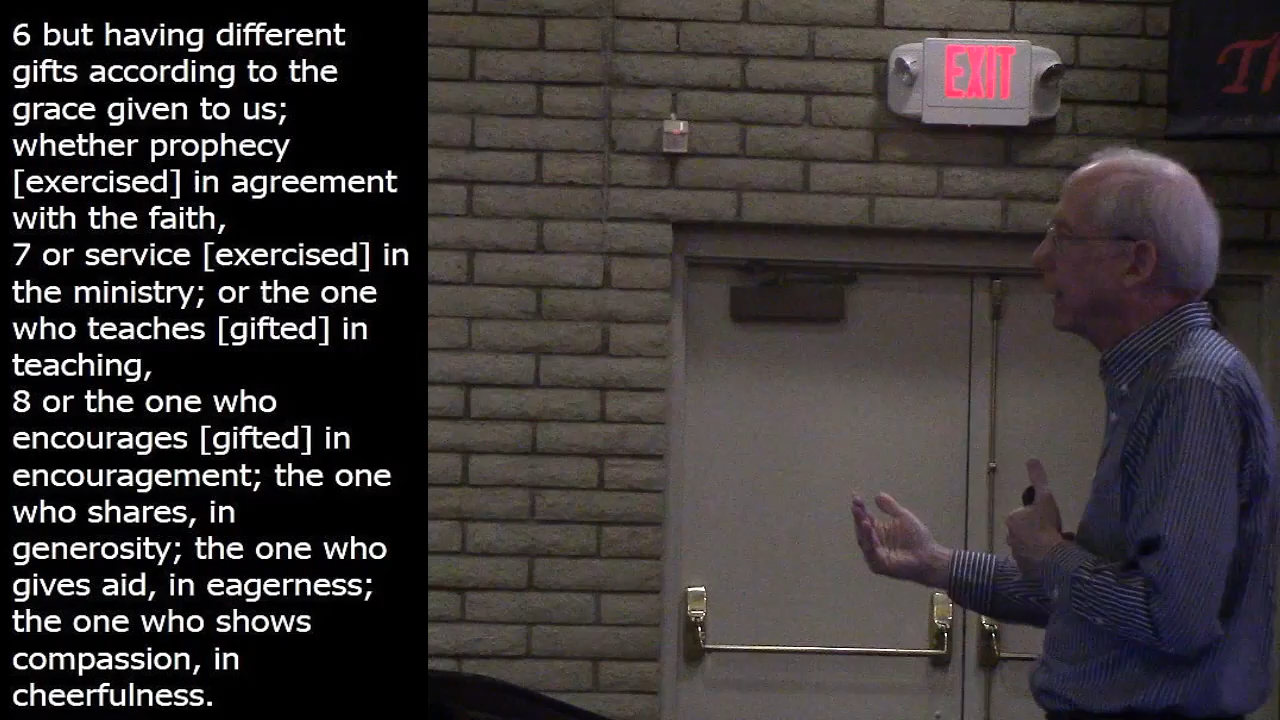 6 but having different
gifts according to the
grace given to us;
whether prophecy
[exercised] in agreement
with the faith,
7 or service [exercised] in
the ministry; or the one
who teaches [gifted] in
teaching,
8 or the one who
encourages [gifted] in
encouragement; the one
who shares, in
generosity; the one who
gives aid, in eagerness;
the one who shows
compassion, in
cheerfulness.
EXIT